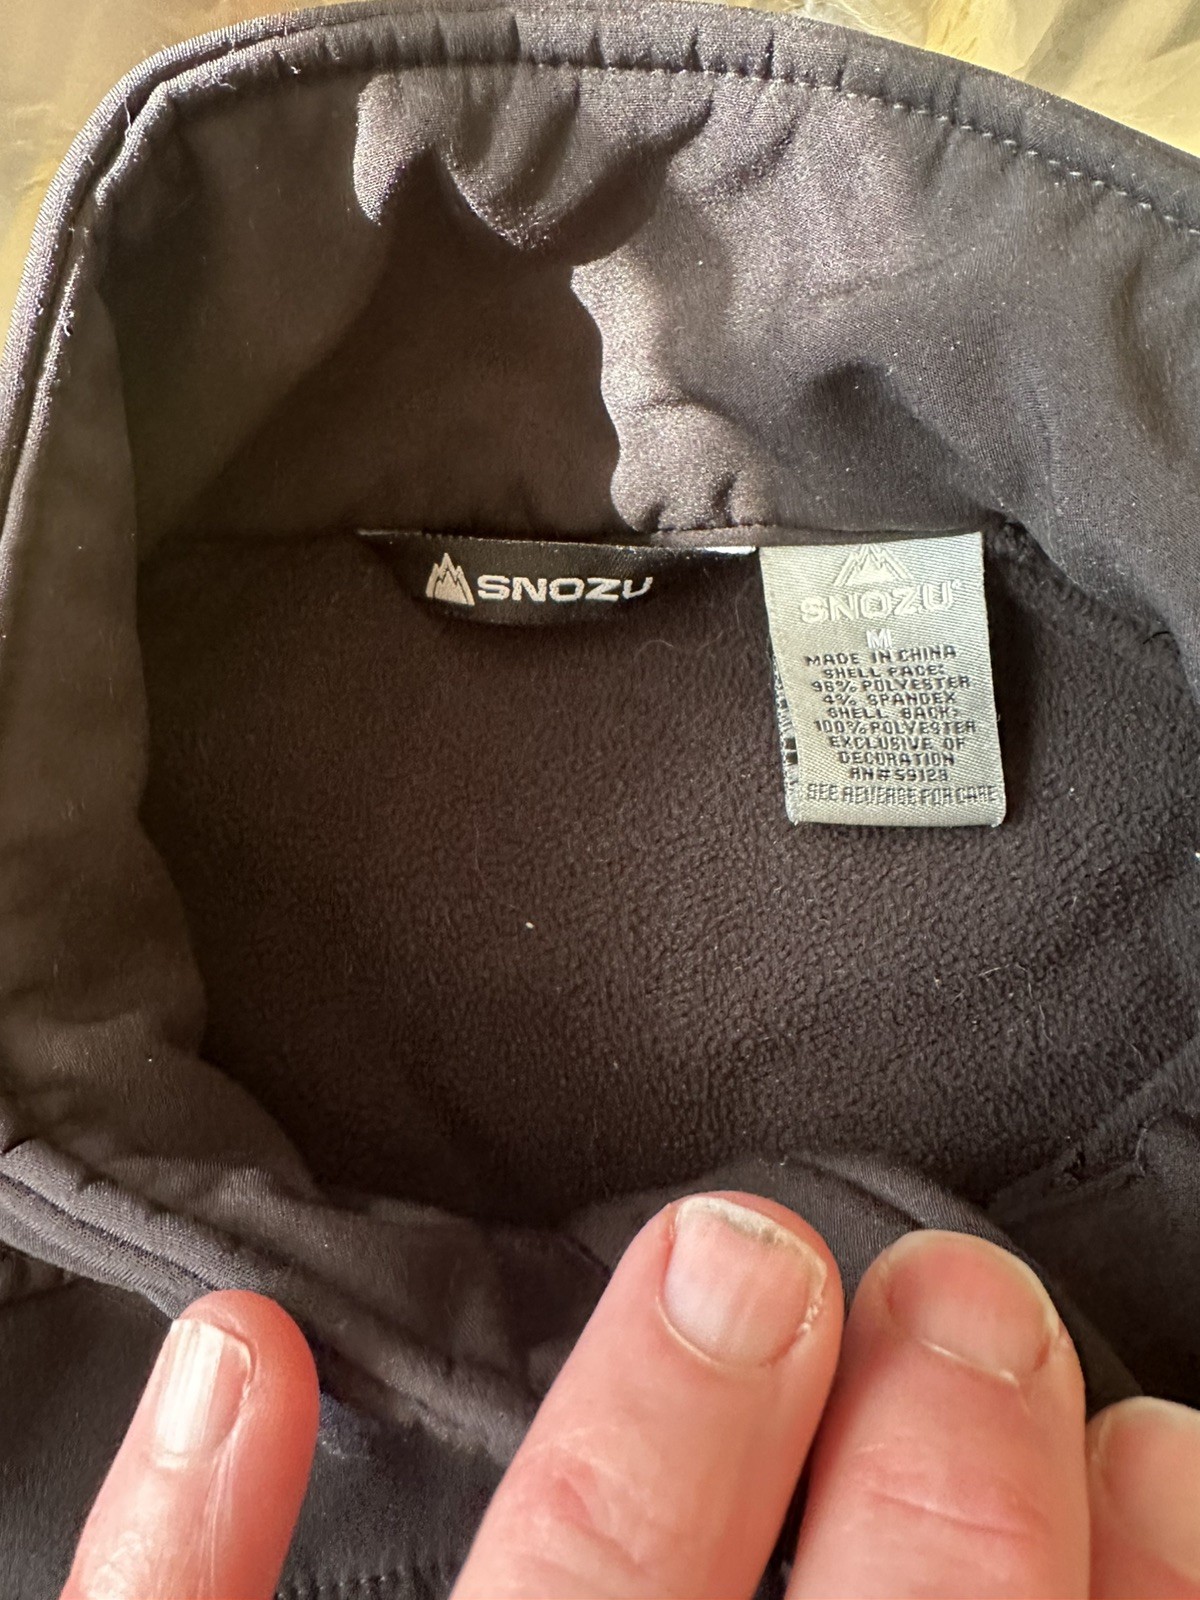 SNOZU
SNOZU
M
MADE IN CHINA
SHELL FACE:
96% POLYESTER
4% SPANDEX
SHELL BACK:
100% POLYESTER
EXCLUSIVE OF
DECORATION
RN# 59129
SEE REVERSE FOR CARE